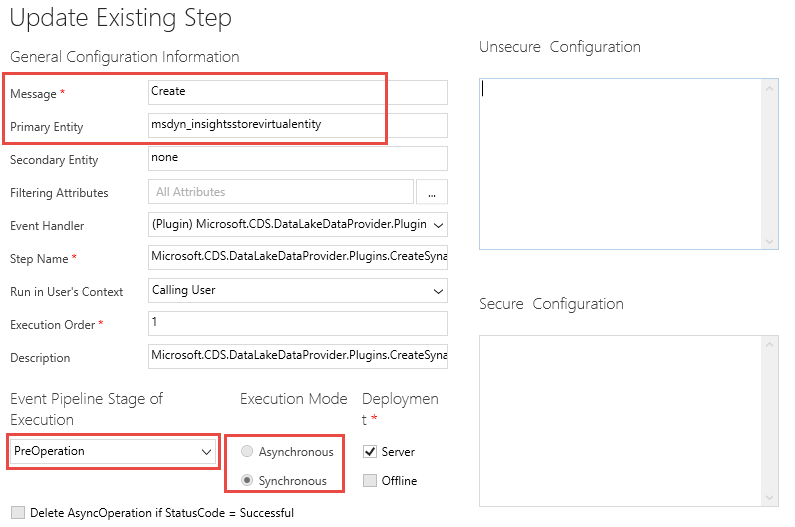 Update Existing Step
General Configuration Information
Message * Create
Primary Entity msdyn_insightsstorevirtualentity
Secondary Entity none
Filtering Attributes All Attributes ...
Event Handler (Plugin) Microsoft.CDS.DataLakeDataProvider.Plugin
Step Name * Microsoft.CDS.DataLakeDataProvider.Plugins.CreateSyna
Run in User's Context Calling User
Execution Order * 1
Description Microsoft.CDS.DataLakeDataProvider.Plugins.CreateSyna
Event Pipeline Stage of
Execution
PreOperation
Execution Mode
Asynchronous
Synchronous
Deploymen
t *
Server
Offline
Delete AsyncOperation if StatusCode = Successful
Unsecure Configuration
Secure Configuration